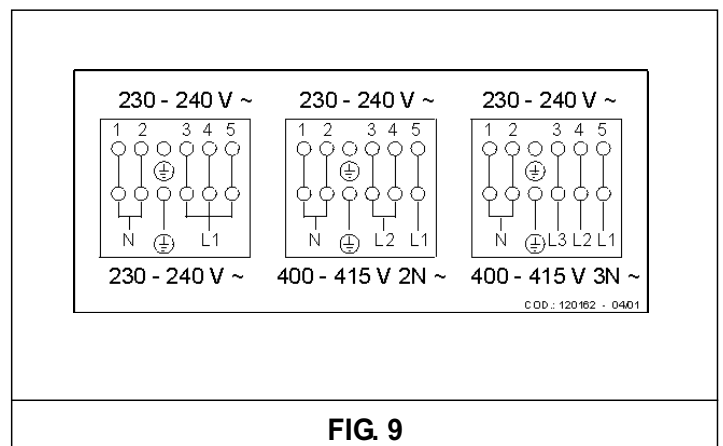 230 - 240 V ~ 230 - 240 V ~ 230 - 240 V ~
1 2 3 4 5 1 2 3 4 5 1 2 3 4 5
N L1 N L2 L1 N L3 L2 L1
230 - 240 V ~ 400 - 415 V 2N ~ 400 - 415 V 3N ~
COD.: 120162 - 04/01
FIG. 9